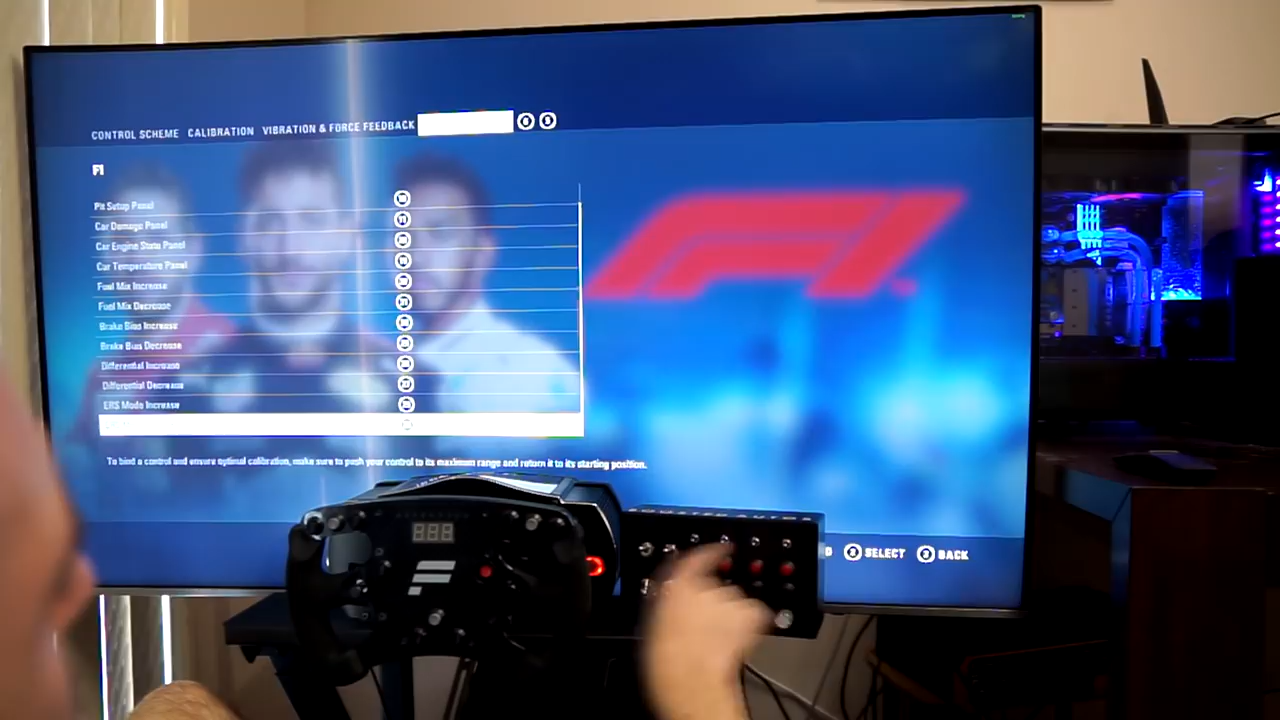 CONTROL SCHEME CALIBRATION VIBRATION & FORCE FEEDBACK
F1
Pit Setup Panel
Car Damage Panel
Car Engine State Panel
Car Temperature Panel
Fuel Mix Increase
Fuel Mix Decrease
Brake Bias Increase
Brake Bias Decrease
Differential Increase
Differential Decrease
ERS Mode Increase
To bind a control and ensure optimal calibration, make sure to push your control to its maximum range and return it to its starting position.
SELECT BACK
888